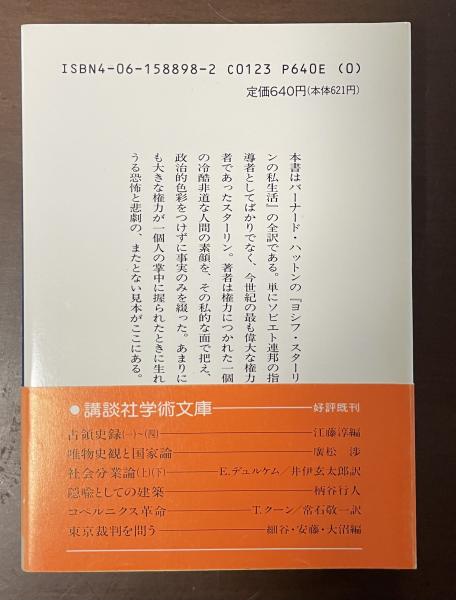 ISBN4-06-158898-2 C0123 P640E (0)
定価640円(本体621円)
本書はバーナード・ハットンの『ヨシフ・スターリ
ンの私生活』の全訳である。単にソビエト連邦の指
導者としてばかりでなく、今世紀の最も偉大な権力
者であったスターリン。著者は権力につかれた一個
の冷酷非道な人間の素顔を、その私的な面で把え、
政治的色彩をつけずに事実のみを綴った。あまりに
も大きな権力が一個人の掌中に握られたときに生れ
うる恐怖と悲劇の、またとない見本がここにある。
●講談社学術文庫――好評既刊
占領史録(一)~(四)――江藤淳編
唯物史観と国家論――廣松 渉
社会分業論(上)(下)――E.デュルケム/井伊玄太郎訳
隠喩としての建築――柄谷行人
コペルニクス革命――T.クーン/常石敬一訳
東京裁判を問う――細谷・安藤・大沼編